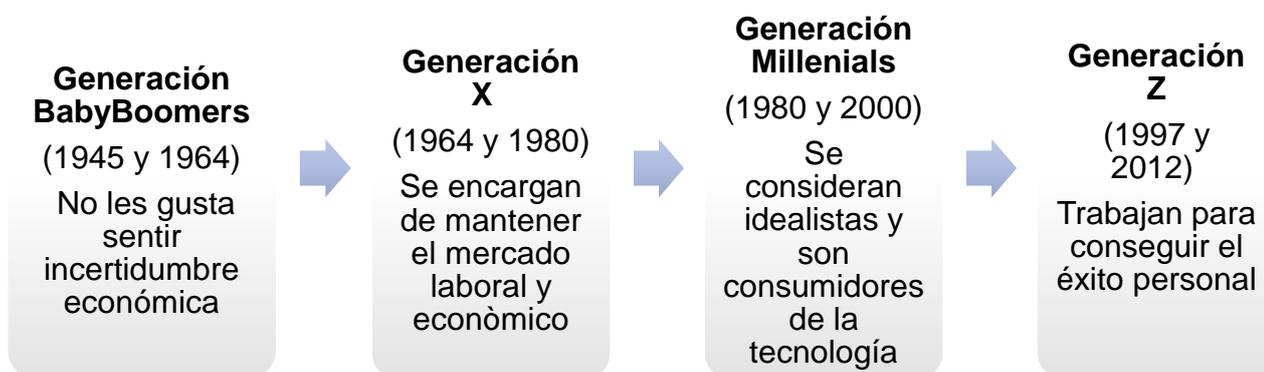 Generación
BabyBoomers
(1945 y 1964)
No les gusta
sentir
incertidumbre
económica
Generación
X
(1964 y 1980)
Se encargan
de mantener
el mercado
laboral y
econòmico
Generación
Millenials
(1980 y 2000)
Se
consideran
idealistas y
son
consumidores
de la
tecnología
Generación
Z
(1997 y
2012)
Trabajan para
conseguir el
éxito personal